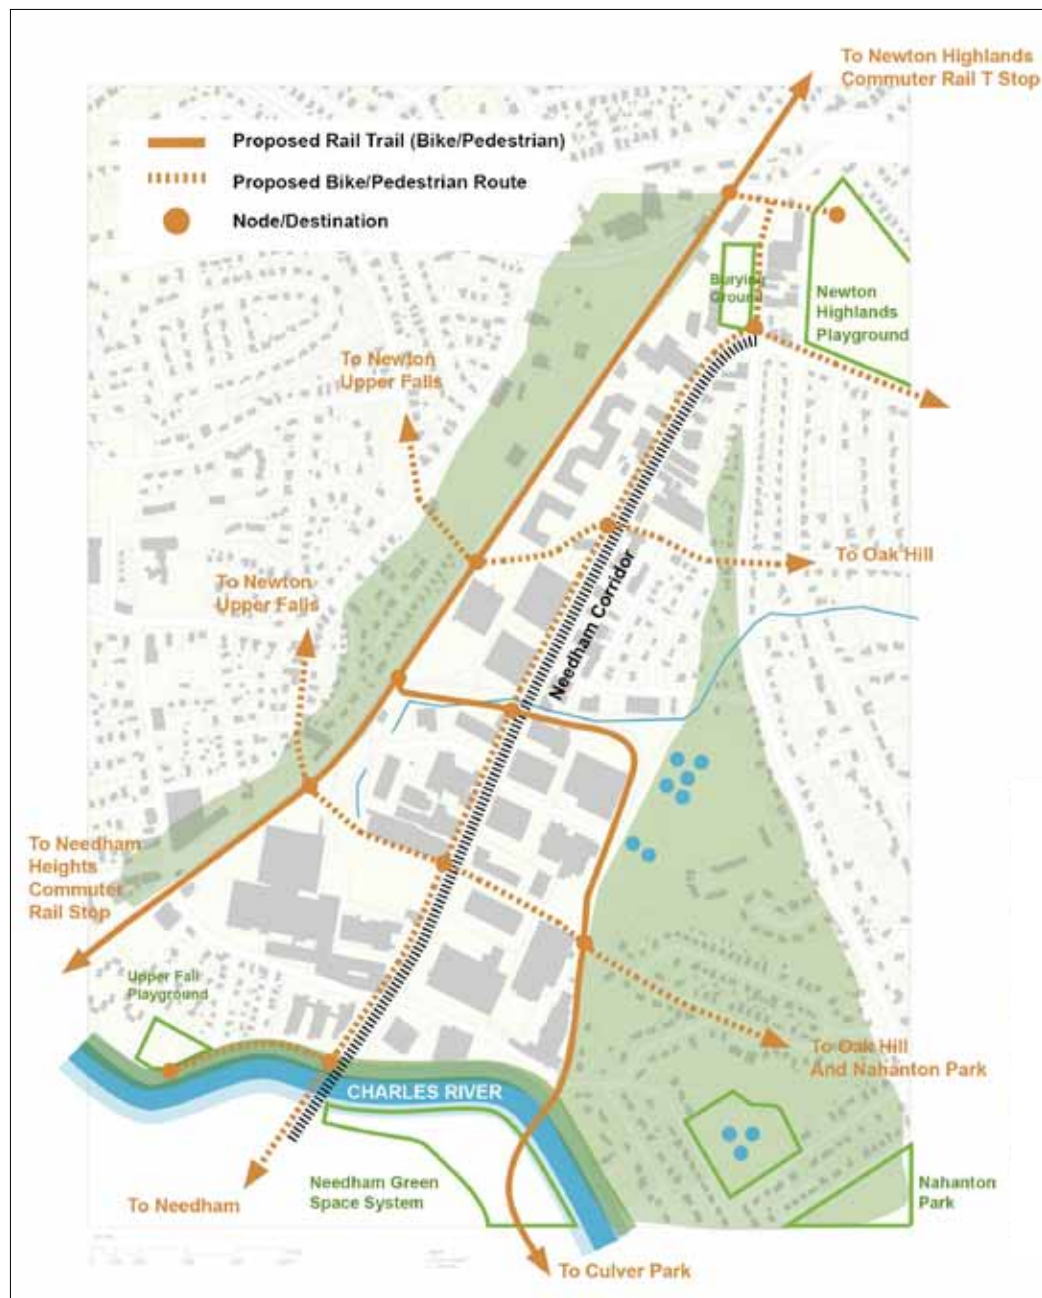 To Newton Highlands
Commuter Rail T Stop
Proposed Rail Trail (Bike/Pedestrian)
Proposed Bike/Pedestrian Route
Node/Destination
Burying
Ground
Newton
Highlands
Playground
To Newton
Upper Falls
To Oak Hill
To Newton
Upper Falls
Needham Corridor
To Needham
Heights
Commuter
Rail Stop
Upper Fall
Playground
To Oak Hill
And Nahanton Park
CHARLES RIVER
Needham Green
Space System
Nahanton
Park
To Needham
To Culver Park